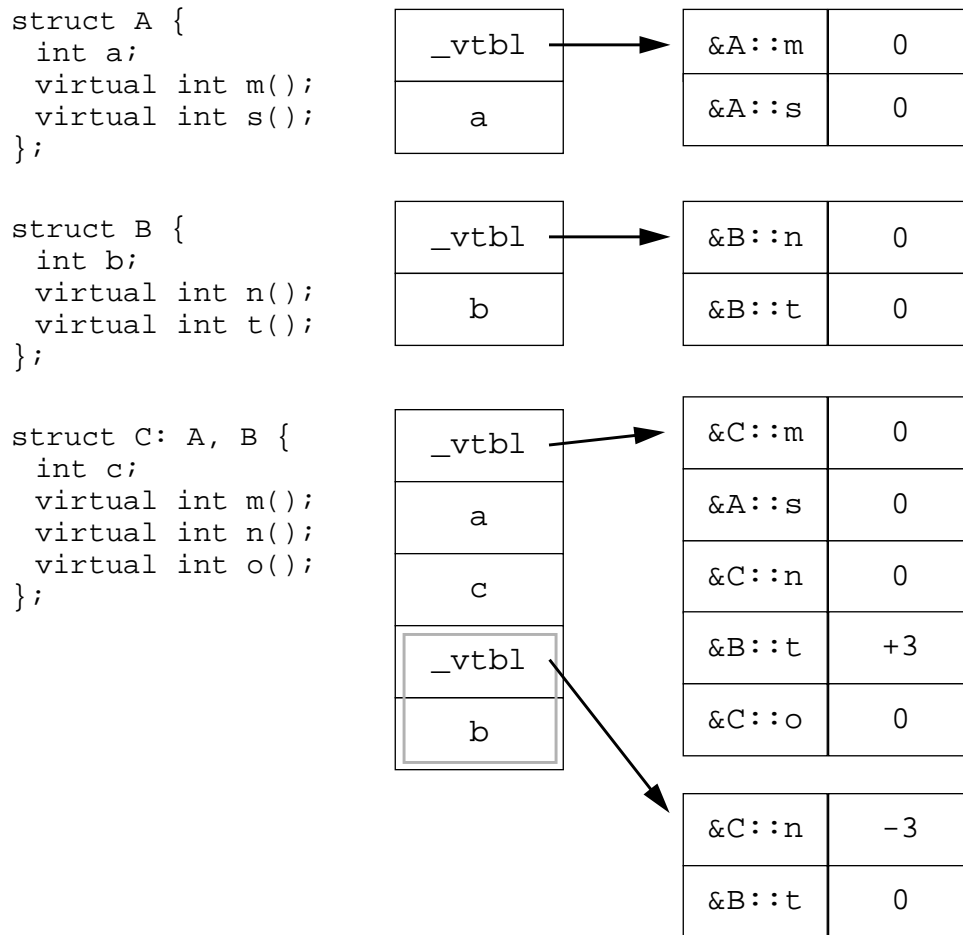 struct A {
int a;
virtual int m();
virtual int s();
};
_vtbl
a
&A::m 0
&A::s 0
struct B {
int b;
virtual int n();
virtual int t();
};
_vtbl
b
&B::n 0
&B::t 0
struct C: A, B {
int c;
virtual int m();
virtual int n();
virtual int o();
};
_vtbl
a
c
_vtbl
b
&C::m 0
&A::s 0
&C::n 0
&B::t +3
&C::o 0
&C::n -3
&B::t 0